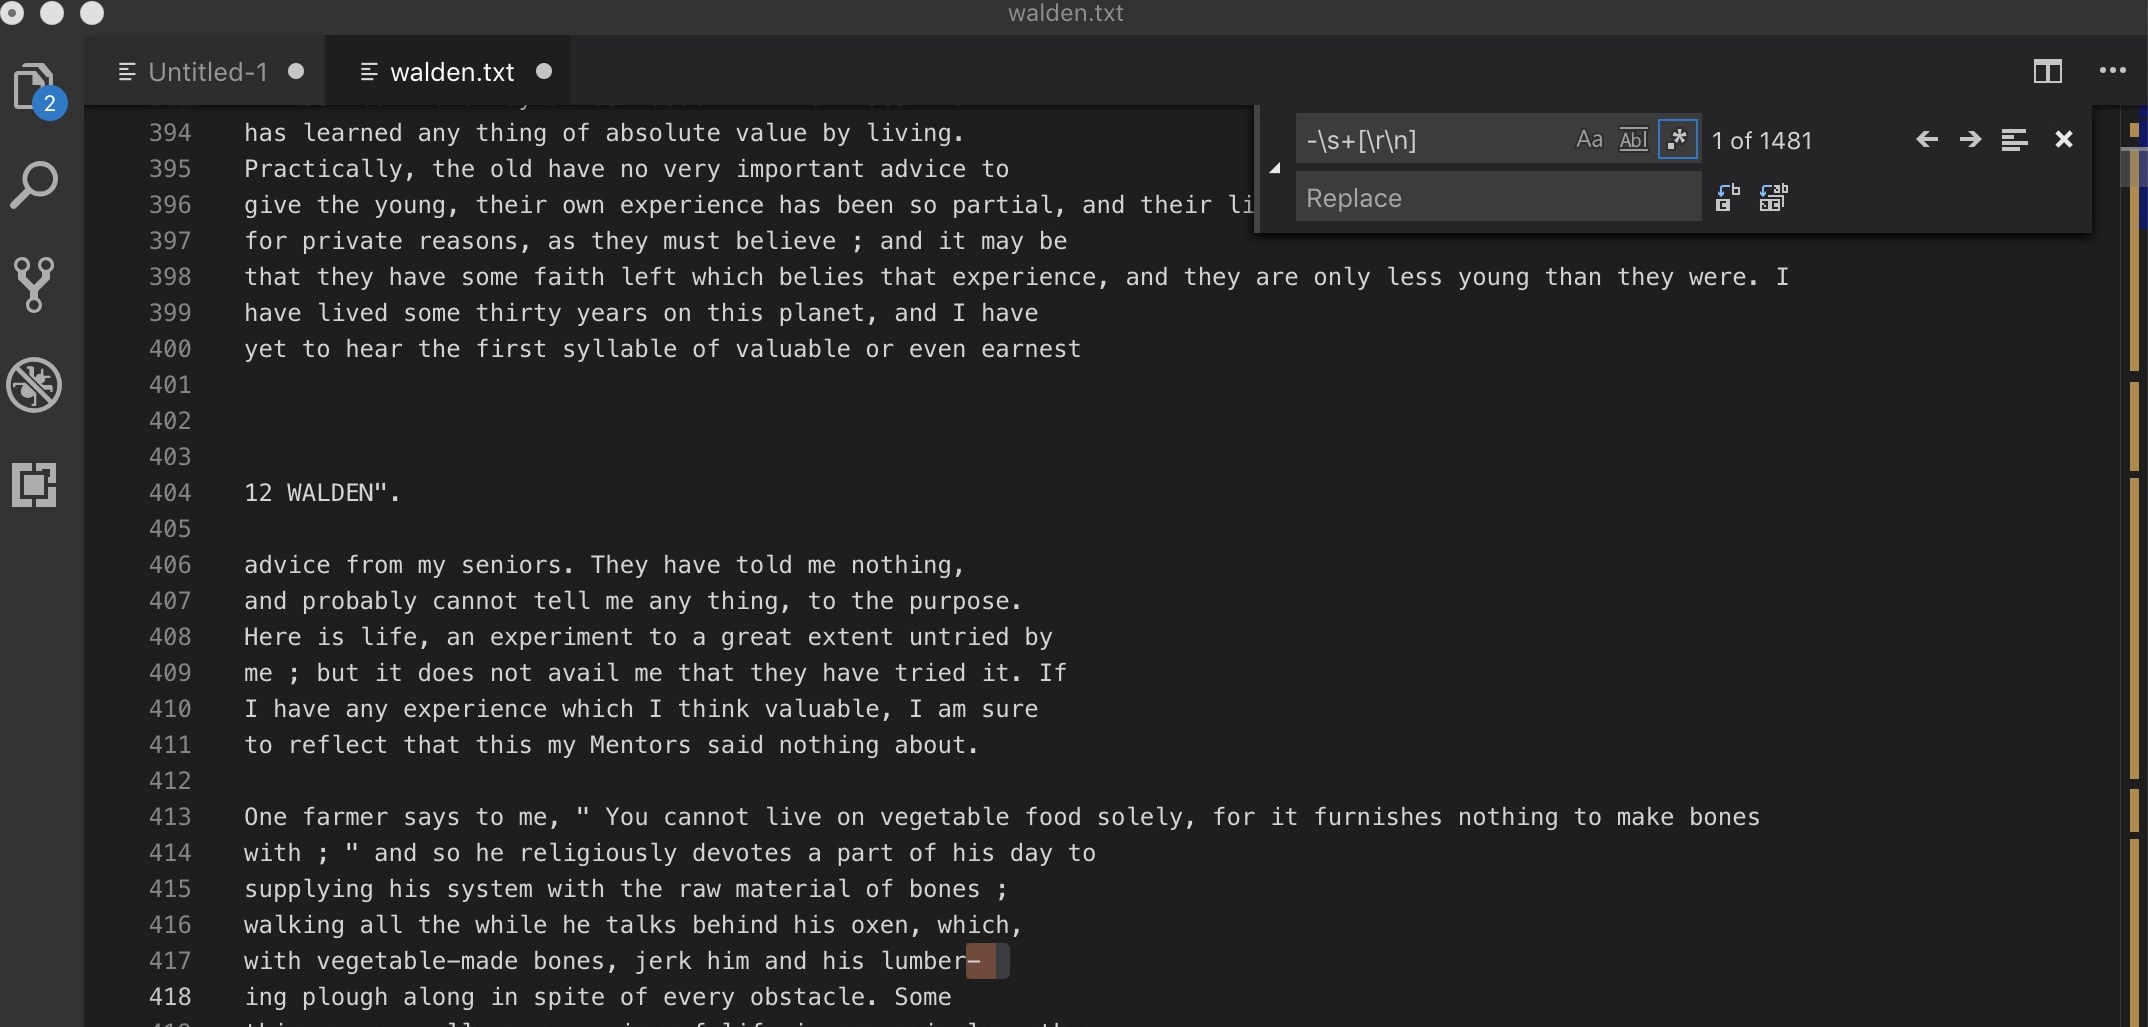 walden.txt
Untitled-1
walden.txt
2
-\s+[\r\n]
Aa
Abl
.*
1 of 1481
Replace
394 has learned any thing of absolute value by living.
395 Practically, the old have no very important advice to
396 give the young, their own experience has been so partial, and their li
397 for private reasons, as they must believe ; and it may be
398 that they have some faith left which belies that experience, and they are only less young than they were. I
399 have lived some thirty years on this planet, and I have
400 yet to hear the first syllable of valuable or even earnest
401
402
403
404 12 WALDEN".
405
406 advice from my seniors. They have told me nothing,
407 and probably cannot tell me any thing, to the purpose.
408 Here is life, an experiment to a great extent untried by
409 me ; but it does not avail me that they have tried it. If
410 I have any experience which I think valuable, I am sure
411 to reflect that this my Mentors said nothing about.
412
413 One farmer says to me, " You cannot live on vegetable food solely, for it furnishes nothing to make bones
414 with ; " and so he religiously devotes a part of his day to
415 supplying his system with the raw material of bones ;
416 walking all the while he talks behind his oxen, which,
417 with vegetable-made bones, jerk him and his lumber-
418 ing plough along in spite of every obstacle. Some